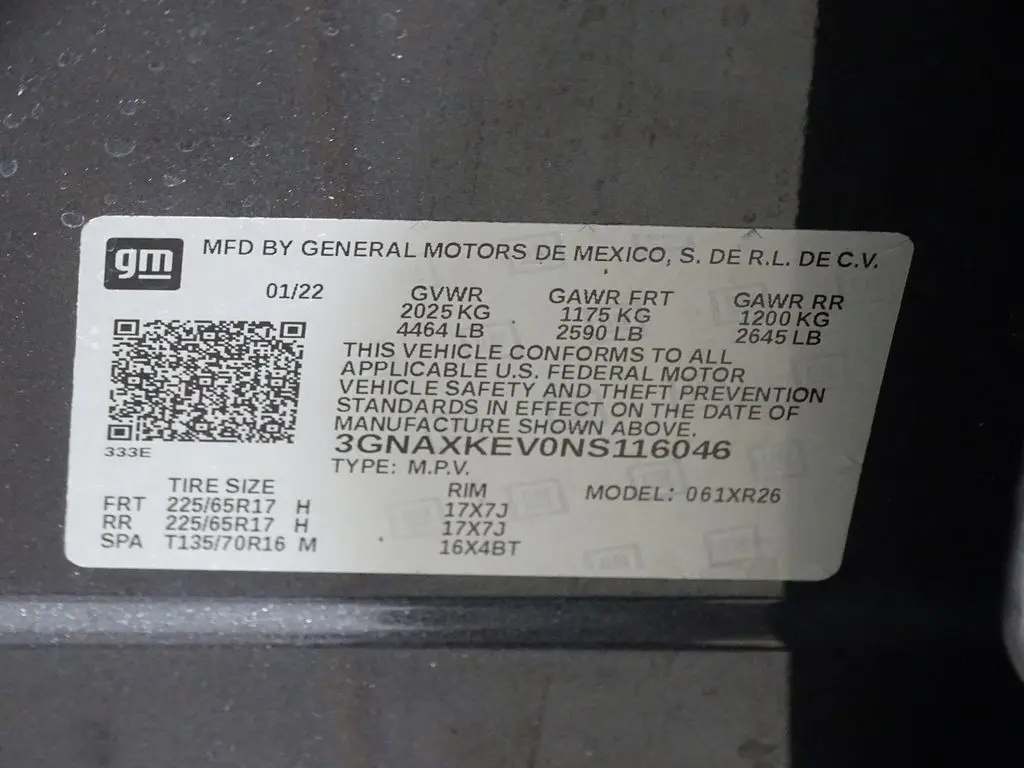 gm MFD BY GENERAL MOTORS DE MEXICO, S. DE R.L. DE C.V.
01/22 GVWR GAWR FRT GAWR RR
2025 KG 1175 KG 1200 KG
4464 LB 2590 LB 2645 LB
THIS VEHICLE CONFORMS TO ALL
APPLICABLE U.S. FEDERAL MOTOR
VEHICLE SAFETY AND THEFT PREVENTION
STANDARDS IN EFFECT ON THE DATE OF
MANUFACTURE SHOWN ABOVE.
333E 3GNAXKEV0NS116046
TYPE: M.P.V.
TIRE SIZE RIM MODEL: 061XR26
FRT 225/65R17 H 17X7J
RR 225/65R17 H 17X7J
SPA T135/70R16 M 16X4BT